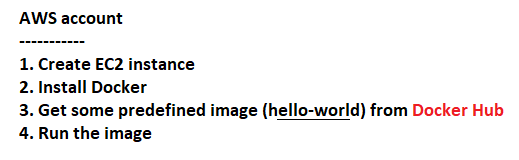 AWS account
-----------
1. Create EC2 instance
2. Install Docker
3. Get some predefined image (hello-world) from Docker Hub
4. Run the image